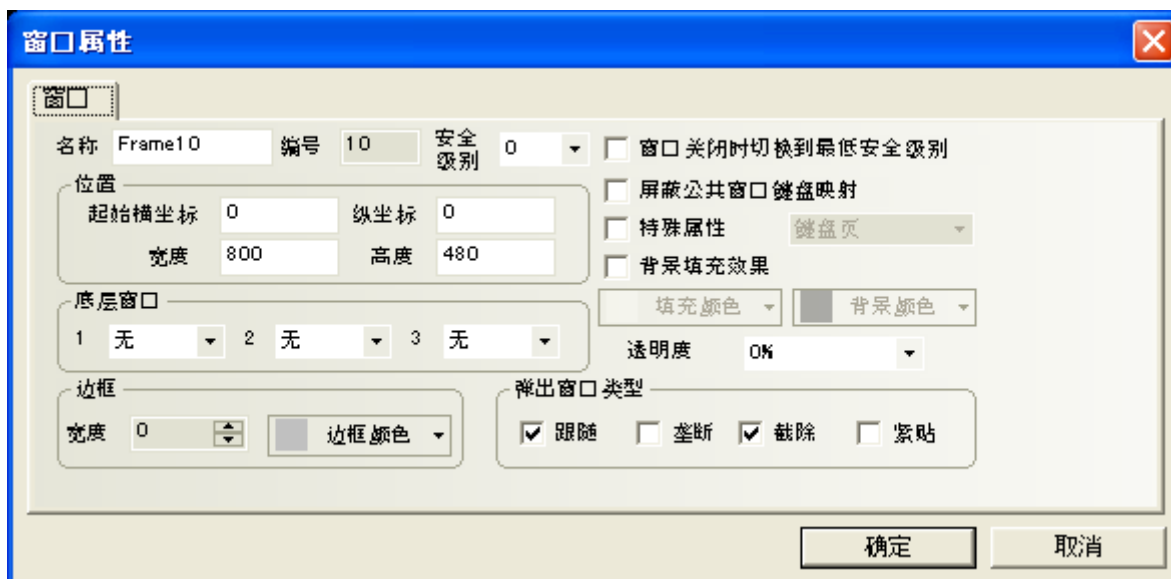 窗口属性
窗口
名称 Frame10 编号 10 安全级别 0 窗口关闭时切换到最低安全级别
位置 屏蔽公共窗口键盘映射
起始横坐标 0 纵坐标 0 特殊属性 键盘页
宽度 800 高度 480 背景填充效果
底层窗口 填充颜色 背景颜色
1 无 2 无 3 无 透明度 0%
边框 弹出窗口类型
宽度 0 边框颜色 跟随 垄断 截除 紧贴
确定 取消